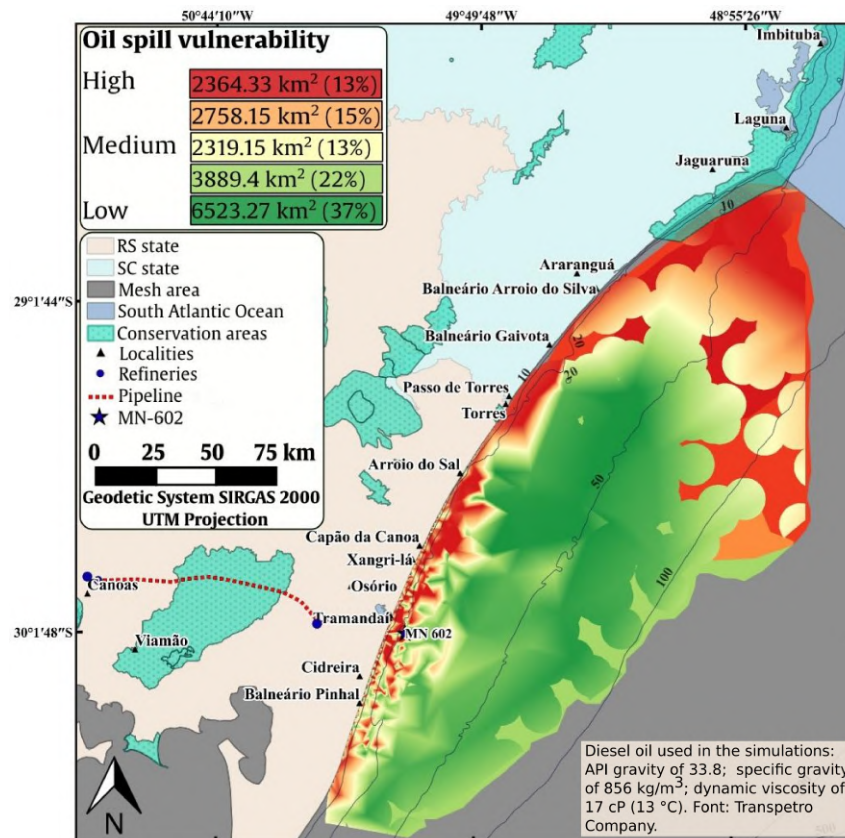 50°44′10″W
49°49′48″W
48°55′26″W
Oil spill vulnerability
High
2364.33 km² (13%)
2758.15 km² (15%)
Medium
2319.15 km² (13%)
3889.4 km² (22%)
Low
6523.27 km² (37%)
RS state
SC state
Mesh area
South Atlantic Ocean
Conservation areas
Localities
Refineries
Pipeline
MN-602
0 25 50 75 km
Geodetic System SIRGAS 2000
UTM Projection
Imbituba
Laguna
Jaguaruna
10
Araranguá
Balneário Arroio do Silva
29°1′44″S
Balneário Gaivota
20
10
20
Passo de Torres
Torres
Arroio do Sal
50
Capão da Canoa
Xangri-lá
100
Osório
Canoas
Tramandaí
MN 602
30°1′48″S
Viamão
Cidreira
Balneário Pinhal
N
Diesel oil used in the simulations:
API gravity of 33.8; specific gravity
of 856 kg/m³; dynamic viscosity of
17 cP (13 °C). Font: Transpetro
Company.